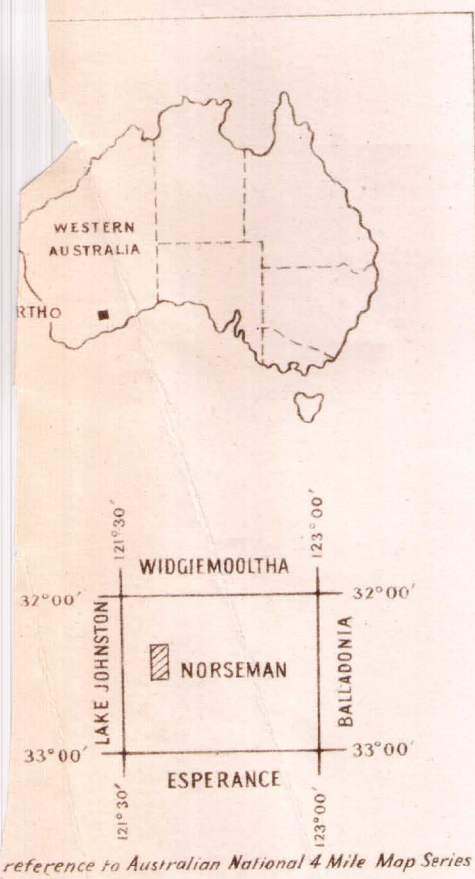 WESTERN
AUSTRALIA
RTHO
121°30′ 123°00′
WIDGIEMOOLTHA
32°00′ 32°00′
LAKE JOHNSTON
NORSEMAN
BALLADONIA
33°00′ 33°00′
ESPERANCE
121°30′ 123°00′
reference to Australian National 4 Mile Map Series